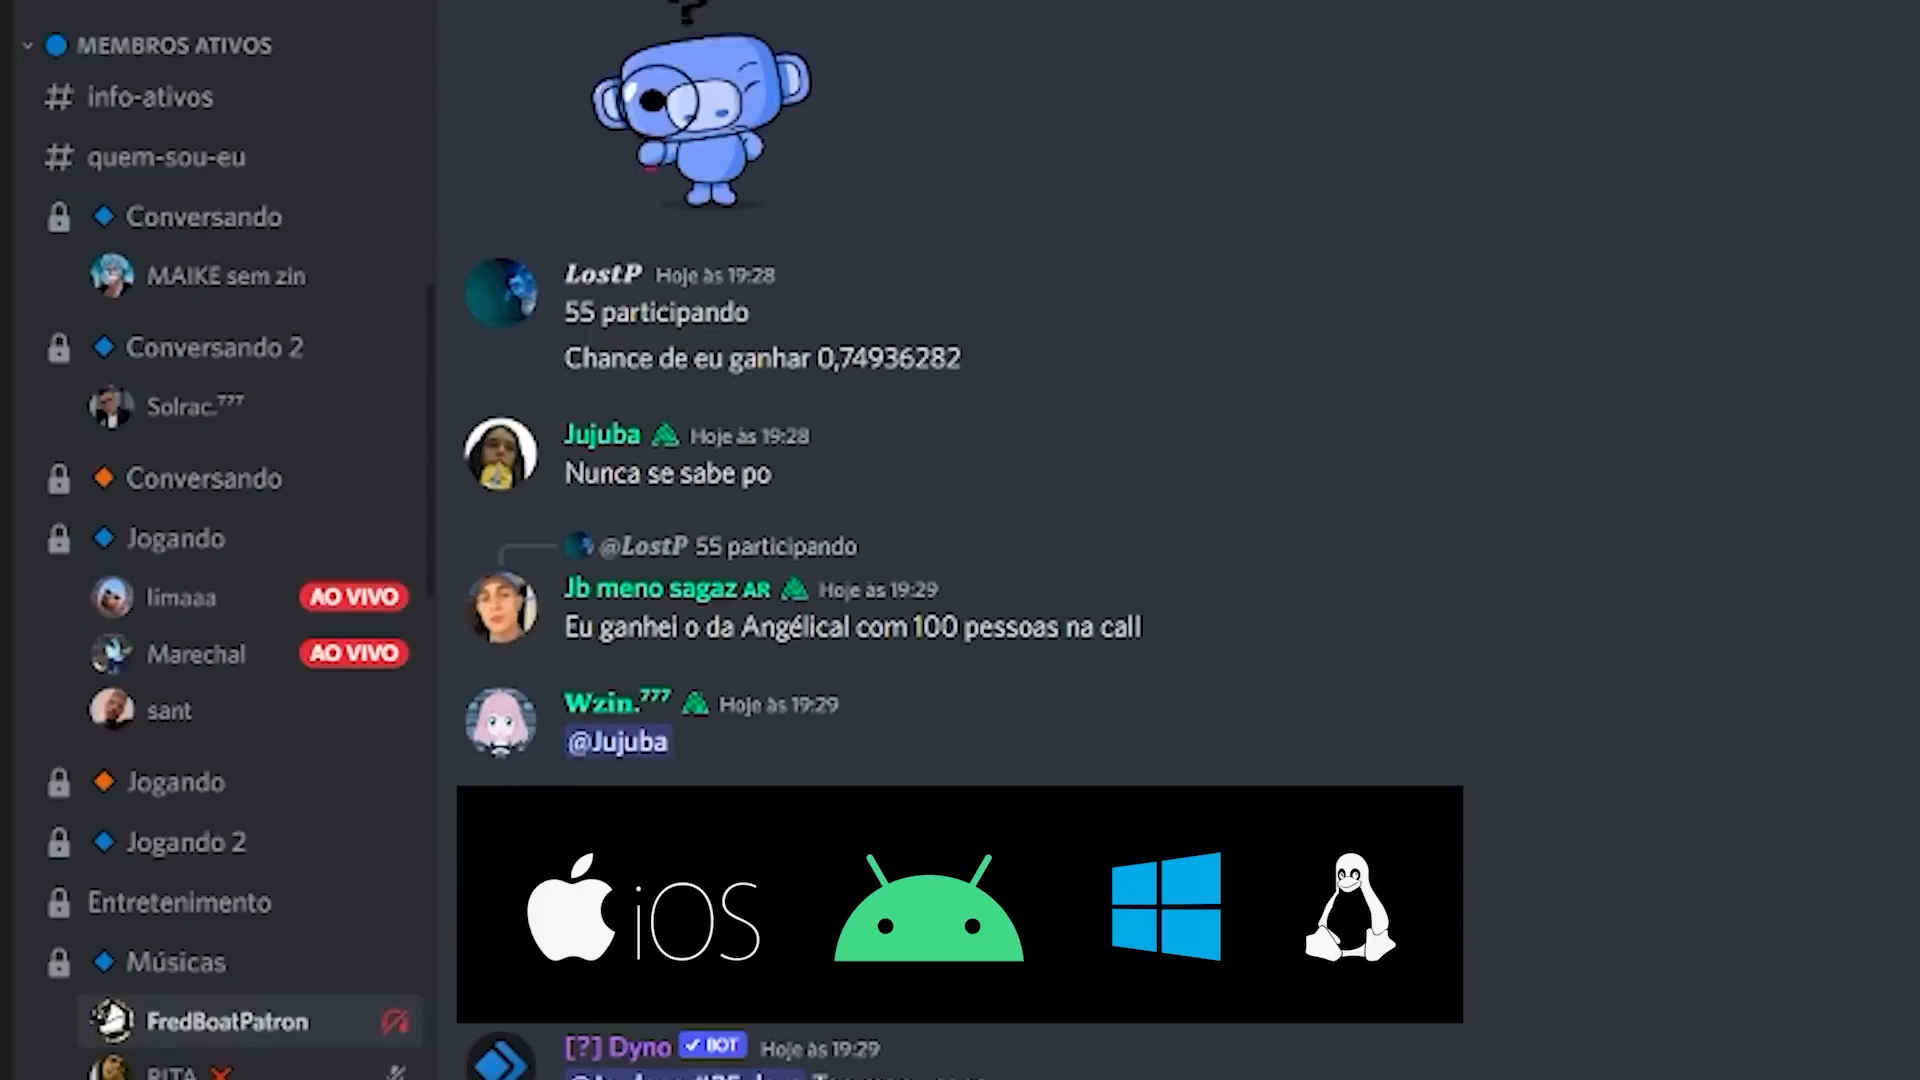 MEMBROS ATIVOS
# info-ativos
# quem-sou-eu
Conversando
MAIKE sem zin
Conversando 2
Solrac.⁷⁷⁷
Conversando
Jogando
limaaa AO VIVO
Marechal AO VIVO
sant
Jogando
Jogando 2
Entretenimento
Músicas
FredBoatPatron
RITA
?
LostP Hoje às 19:28
55 participando
Chance de eu ganhar 0,74936282
Jujuba Hoje às 19:28
Nunca se sabe po
@LostP 55 participando
Jb meno sagaz AR Hoje às 19:29
Eu ganhei o da Angélical com 100 pessoas na call
Wzin.⁷⁷⁷ Hoje às 19:29
@Jujuba
iOS
[?] Dyno BOT Hoje às 19:29